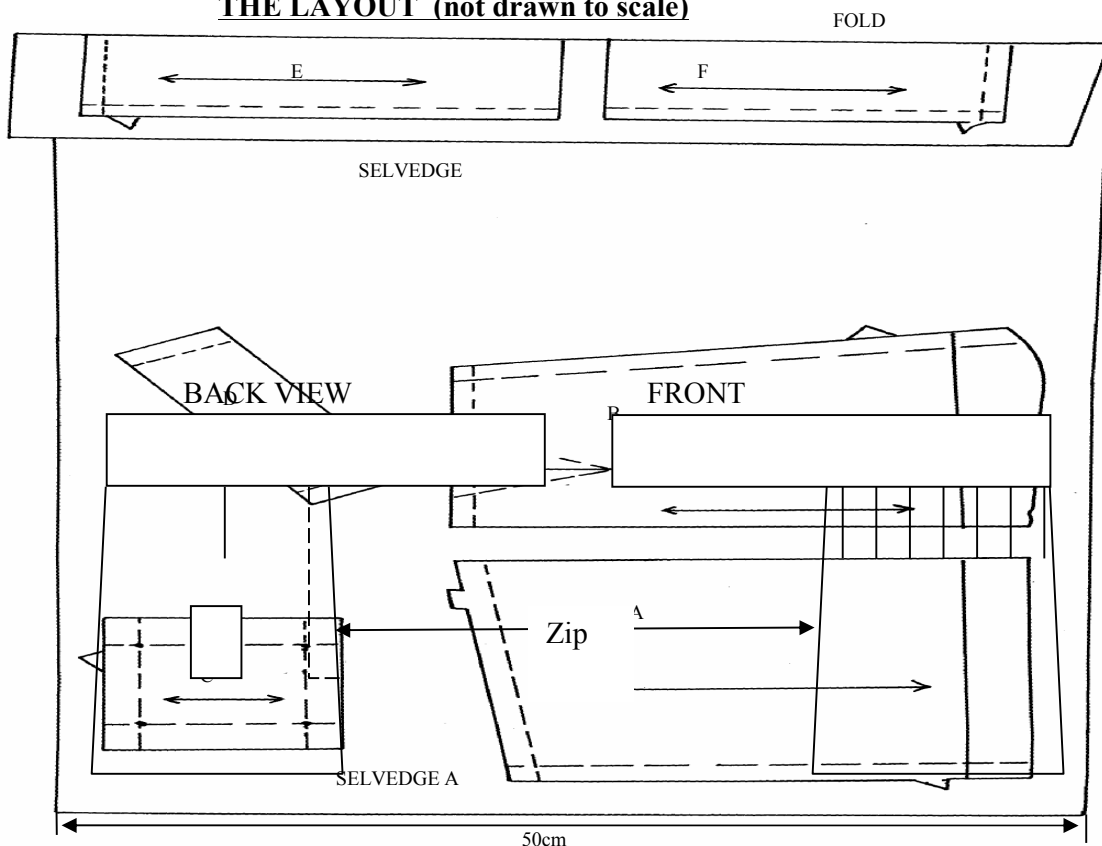 THE LAYOUT (not drawn to scale)
FOLD
E
F
SELVEDGE
BACK VIEW
FRONT
D
B
A
Zip
C
SELVEDGE A
50cm